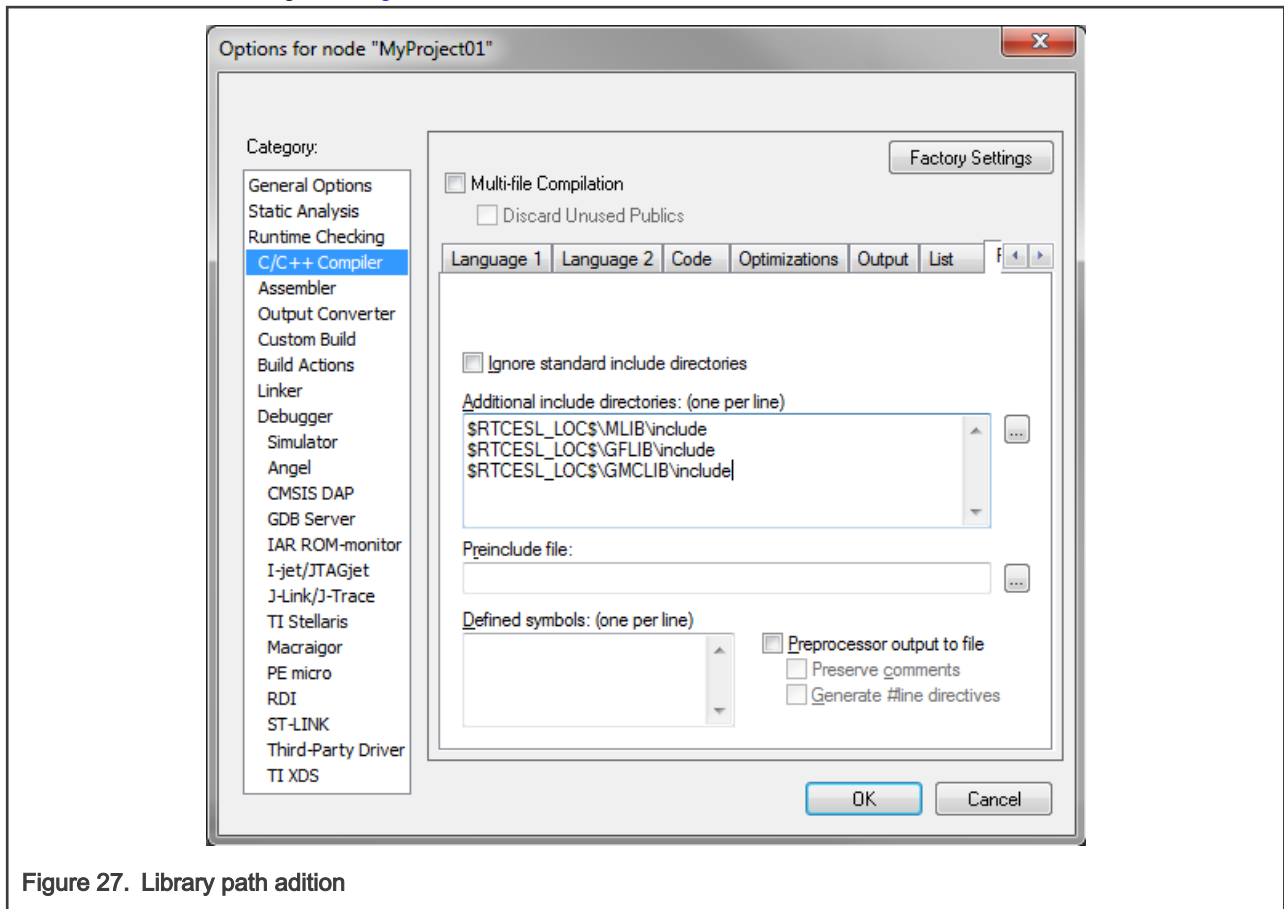 Options for node "MyProject01"
Category:
General Options
Static Analysis
Runtime Checking
C/C++ Compiler
Assembler
Output Converter
Custom Build
Build Actions
Linker
Debugger
Simulator
Angel
CMSIS DAP
GDB Server
IAR ROM-monitor
I-jet/JTAGjet
J-Link/J-Trace
TI Stellaris
Macraigor
PE micro
RDI
ST-LINK
Third-Party Driver
TI XDS
Factory Settings
Multi-file Compilation
Discard Unused Publics
Language 1 Language 2 Code Optimizations Output List
Ignore standard include directories
Additional include directories: (one per line)
$RTCESL_LOC$\MLIB\include
$RTCESL_LOC$\GFLIB\include
$RTCESL_LOC$\GMCLIB\include
...
Preinclude file:
...
Defined symbols: (one per line)
Preprocessor output to file
Preserve comments
Generate #line directives
OK Cancel
Figure 27. Library path adition